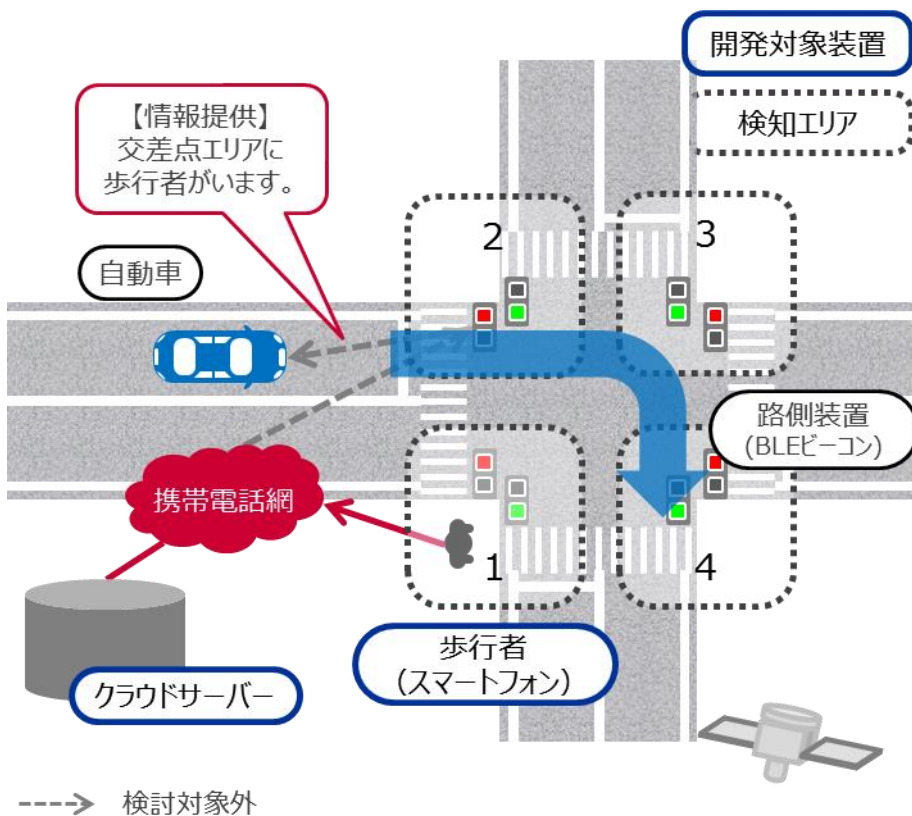 開発対象装置
検知エリア
【情報提供】
交差点エリアに
歩行者がいます。
2
3
自動車
路側装置
(BLEビーコン)
携帯電話網
1
4
歩行者
(スマートフォン)
クラウドサーバー
検討対象外